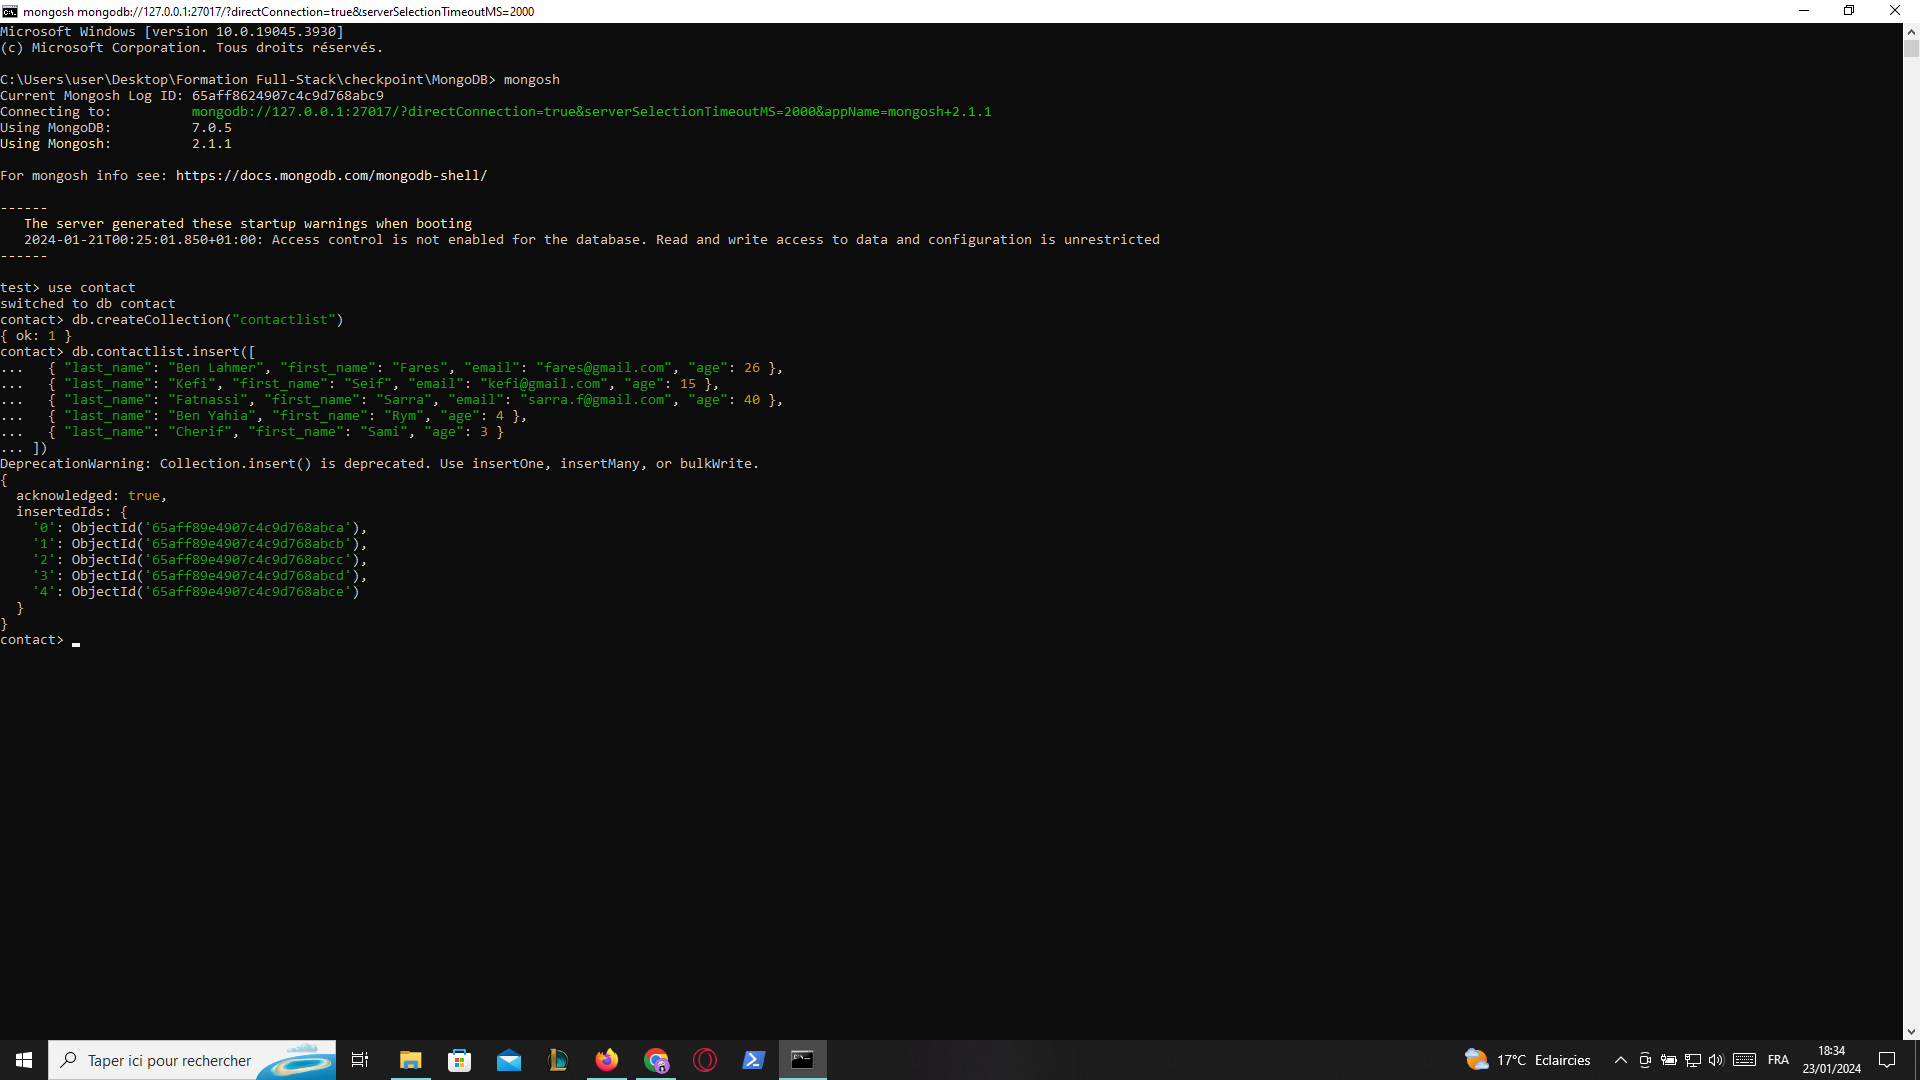 mongosh mongodb://127.0.0.1:27017/?directConnection=true&serverSelectionTimeoutMS=2000
Microsoft Windows [version 10.0.19045.3930]
(c) Microsoft Corporation. Tous droits réservés.
C:\Users\user\Desktop\Formation Full-Stack\checkpoint\MongoDB> mongosh
Current Mongosh Log ID: 65aff8624907c4c9d768abc9
Connecting to:          mongodb://127.0.0.1:27017/?directConnection=true&serverSelectionTimeoutMS=2000&appName=mongosh+2.1.1
Using MongoDB:          7.0.5
Using Mongosh:          2.1.1
For mongosh info see: https://docs.mongodb.com/mongodb-shell/
------
   The server generated these startup warnings when booting
   2024-01-21T00:25:01.850+01:00: Access control is not enabled for the database. Read and write access to data and configuration is unrestricted
------
test> use contact
switched to db contact
contact> db.createCollection("contactlist")
{ ok: 1 }
contact> db.contactlist.insert([
...   { "last_name": "Ben Lahmer", "first_name": "Fares", "email": "fares@gmail.com", "age": 26 },
...   { "last_name": "Kefi", "first_name": "Seif", "email": "kefi@gmail.com", "age": 15 },
...   { "last_name": "Fatnassi", "first_name": "Sarra", "email": "sarra.f@gmail.com", "age": 40 },
...   { "last_name": "Ben Yahia", "first_name": "Rym", "age": 4 },
...   { "last_name": "Cherif", "first_name": "Sami", "age": 3 }
... ])
DeprecationWarning: Collection.insert() is deprecated. Use insertOne, insertMany, or bulkWrite.
{
  acknowledged: true,
  insertedIds: {
    '0': ObjectId('65aff89e4907c4c9d768abca'),
    '1': ObjectId('65aff89e4907c4c9d768abcb'),
    '2': ObjectId('65aff89e4907c4c9d768abcc'),
    '3': ObjectId('65aff89e4907c4c9d768abcd'),
    '4': ObjectId('65aff89e4907c4c9d768abce')
  }
}
contact>
Taper ici pour rechercher
17°C Eclaircies
FRA
18:34
23/01/2024